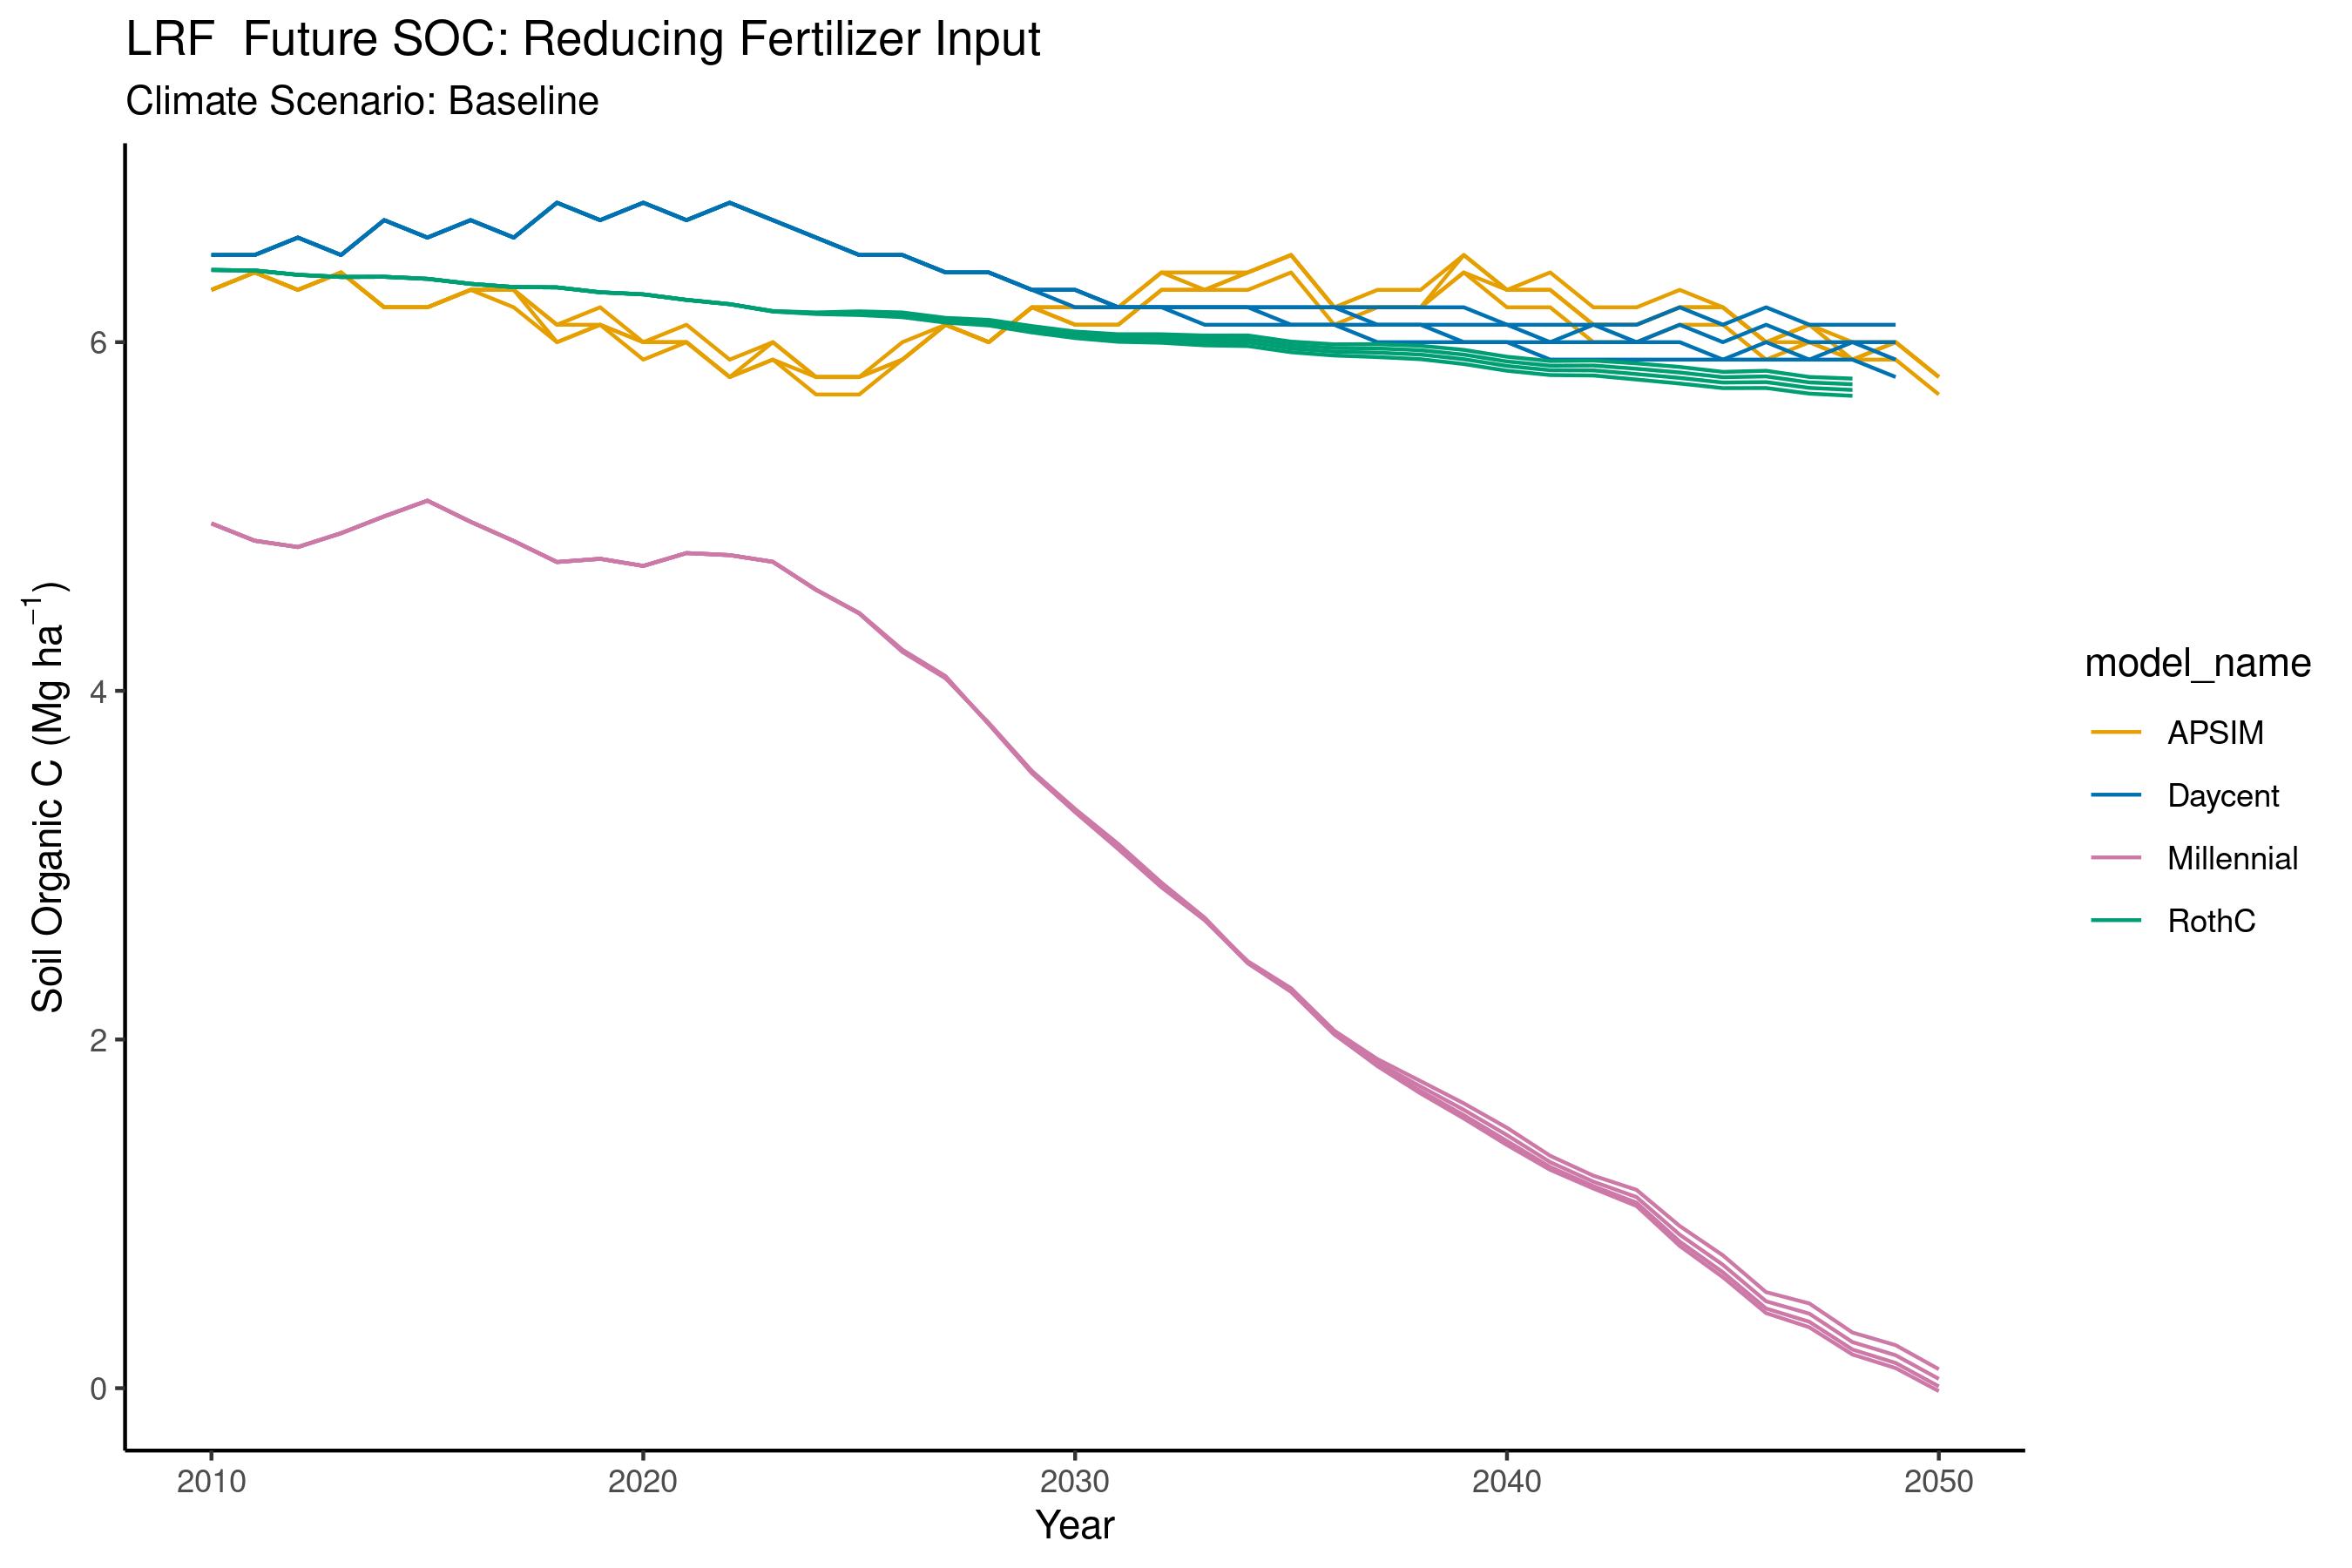 LRF  Future SOC: Reducing Fertilizer Input
Climate Scenario: Baseline
Soil Organic C (Mg ha⁻¹)
6
4
2
0
2010 2020 2030 2040 2050
Year
model_name
APSIM
Daycent
Millennial
RothC